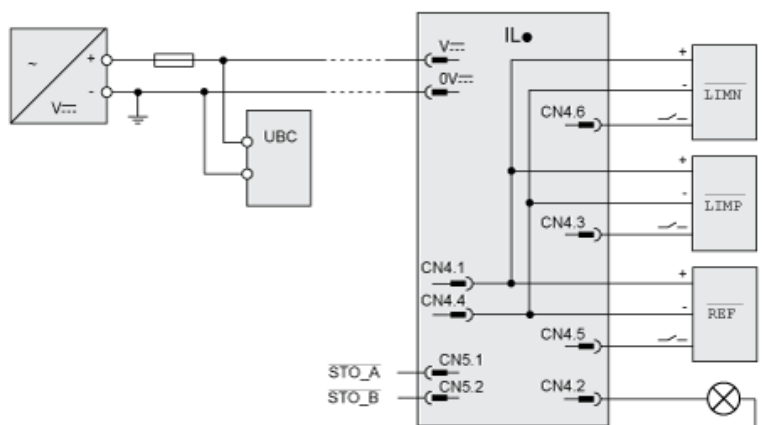 IL●
V⎓
0V⎓
+
-
~
V⎓
UBC
CN4.6
+
-
LIMN
CN4.3
+
-
LIMP
CN4.1
CN4.4
CN4.5
+
-
REF
STO_A
CN5.1
STO_B
CN5.2
CN4.2